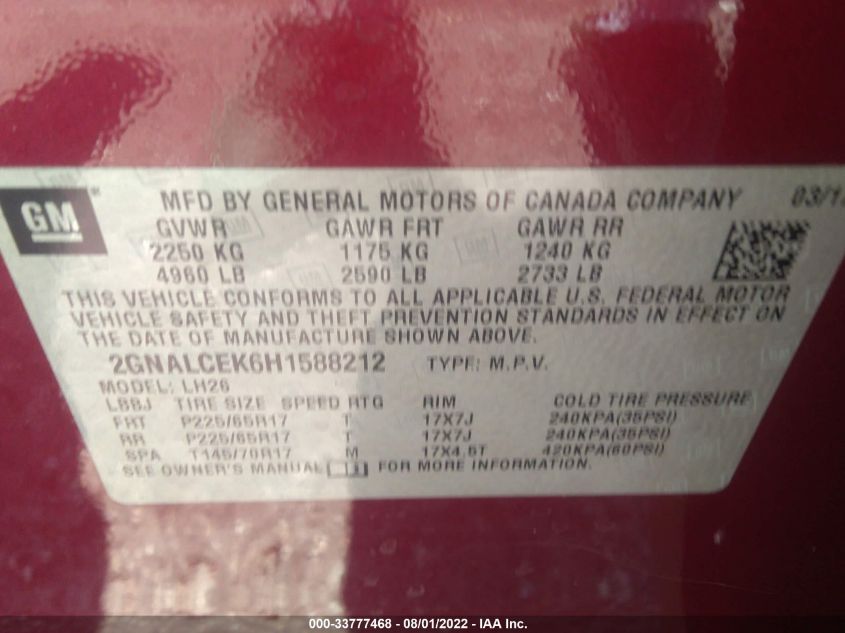 GM ® MFD BY GENERAL MOTORS OF CANADA COMPANY 03/1
GVWR GAWR FRT GAWR RR
2250 KG 1175 KG 1240 KG
4960 LB 2590 LB 2733 LB
THIS VEHICLE CONFORMS TO ALL APPLICABLE U.S. FEDERAL MOTOR
VEHICLE SAFETY AND THEFT PREVENTION STANDARDS IN EFFECT ON
THE DATE OF MANUFACTURE SHOWN ABOVE.
2GNALCEK6H1588212 TYPE: M.P.V.
MODEL: LH26
LBBJ TIRE SIZE SPEED RTG RIM COLD TIRE PRESSURE
FRT P225/65R17 T 17X7J 240KPA(35PSI)
RR P225/65R17 T 17X7J 240KPA(35PSI)
SPA T145/70R17 M 17X4.5T 420KPA(60PSI)
SEE OWNER'S MANUAL FOR MORE INFORMATION.
000-33777468 - 08/01/2022 - IAA Inc.